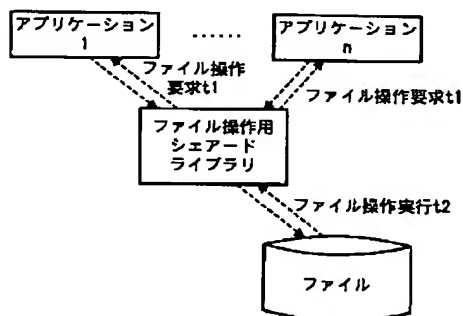 アプリケーション
1
……
アプリケーション
n
ファイル操作
要求t1
ファイル操作要求t1
ファイル操作用
シェアード
ライブラリ
ファイル操作実行t2
ファイル